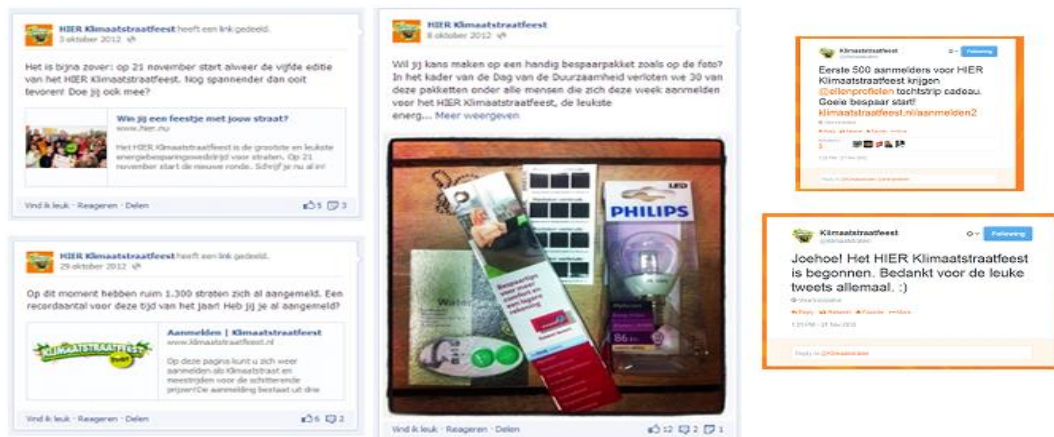 HIER Klimaatstraatfeest heeft een link gedeeld.
3 oktober 2012
Het is bijna zover: op 21 november start alweer de vijfde editie
van het HIER Klimaatstraatfeest. Nog spannender dan ooit
tevoren! Doe jij ook mee?
Win jij een feestje met jouw straat?
www.hier.nu
Het HIER Klimaatstraatfeest is de grootste en leukste
energiebesparingswedstrijd voor straten. Op 21
november start de nieuwe ronde. Schrijf je nu al in!
Vind ik leuk · Reageren · Delen
5 3
HIER Klimaatstraatfeest heeft een link gedeeld.
29 oktober 2012
Op dit moment hebben ruim 1.300 straten zich al aangemeld. Een
recordaantal voor deze tijd van het jaar! Heb jij je al aangemeld?
Aanmelden | Klimaatstraatfeest
www.klimaatstraatfeest.nl
Op deze pagina kunt u zich weer
aanmelden als Klimaatstraat en
meestrijden voor de schitterende
prijzen!De aanmelding bestaat uit drie
KLIMAATSTRAATFEEST
Vind ik leuk · Reageren · Delen
6 2
HIER Klimaatstraatfeest
8 oktober 2012
Wil jij kans maken op een handig bespaarpakket zoals op de foto?
In het kader van de Dag van de Duurzaamheid verloten we 30 van
deze pakketten onder alle mensen die zich deze week aanmelden
voor het HIER Klimaatstraatfeest, de leukste
energ... Meer weergeven
LED
PHILIPS
Water
Bespaartips
voor meer
comfort en
een lagere
rekening
86
Vind ik leuk · Reageren · Delen
12 2 1
Klimaatstraatfeest
Following
Eerste 500 aanmelders voor HIER
Klimaatstraatfeest krijgen
@ellenprofielen tochtstrip cadeau.
Goeie bespaar start!
klimaatstraatfeest.nl/aanmelden2
Klimaatstraatfeest
Following
Joehoe! Het HIER Klimaatstraatfeest
is begonnen. Bedankt voor de leuke
tweets allemaal. :)